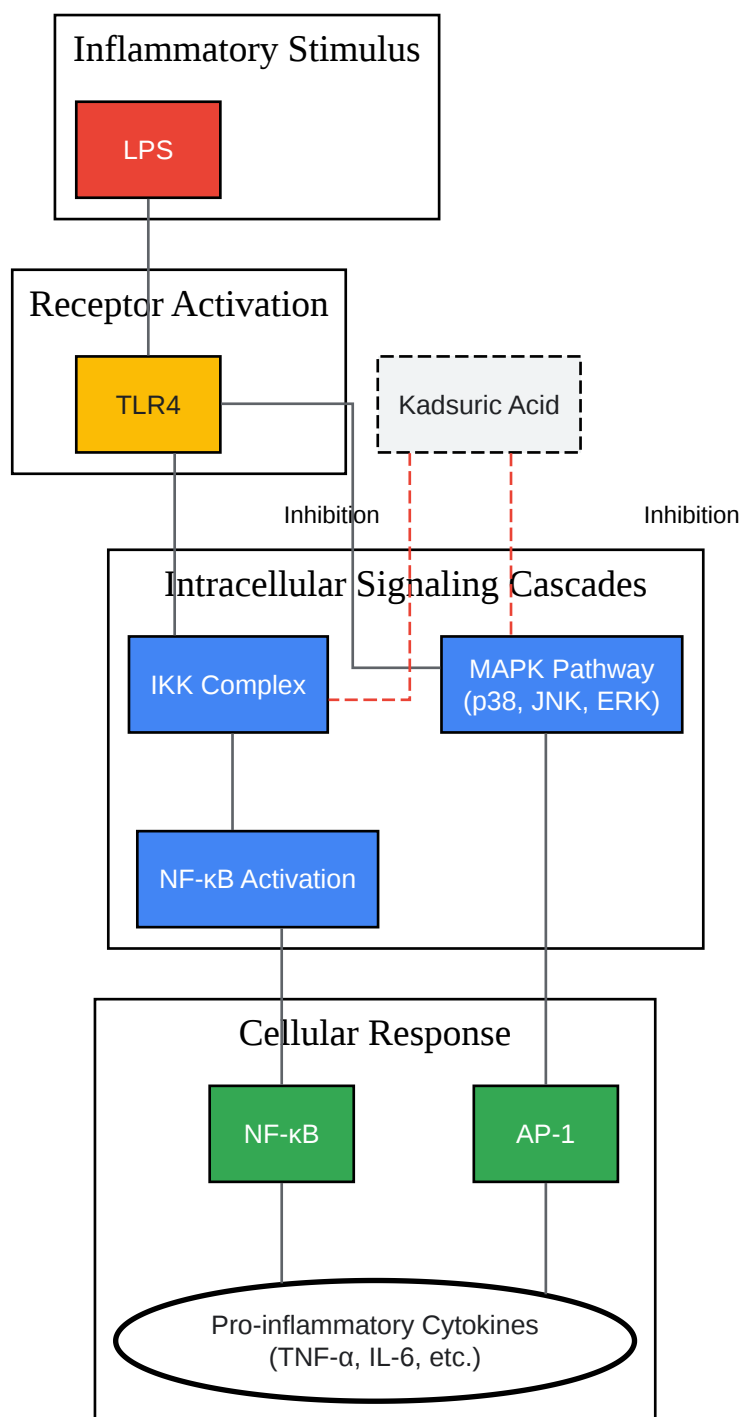 Inflammatory Stimulus
LPS
Receptor Activation
TLR4
Kadsuric Acid
Inhibition
Inhibition
Intracellular Signaling Cascades
IKK Complex
MAPK Pathway
(p38, JNK, ERK)
NF-κB Activation
Cellular Response
NF-κB
AP-1
Pro-inflammatory Cytokines
(TNF-α, IL-6, etc.)